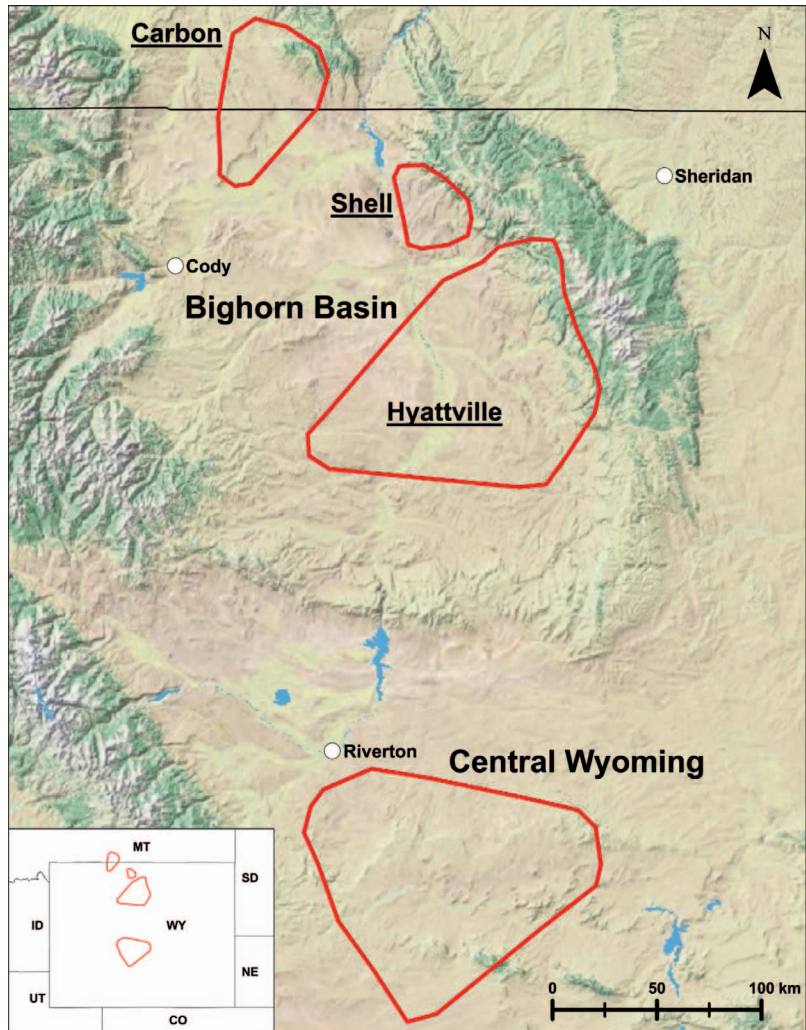 Carbon
N
Sheridan
Shell
Cody
Bighorn Basin
Hyattville
Riverton
Central Wyoming
MT
SD
ID
WY
NE
UT
CO
0 50 100 km